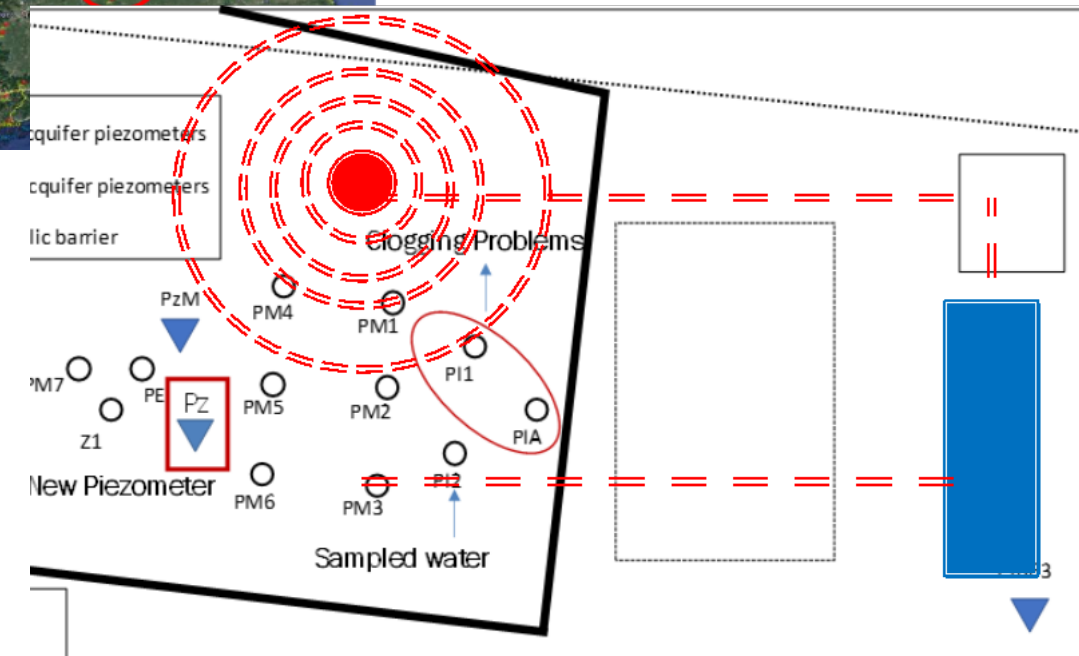 cquifer piezometers
cquifer piezometers
lic barrier
Clogging Problems
PzM
PM4
PM1
PM7
PE
Pz
PM5
PM2
PI1
Z1
PIA
New Piezometer
PM6
PM3
PI2
Sampled water
3